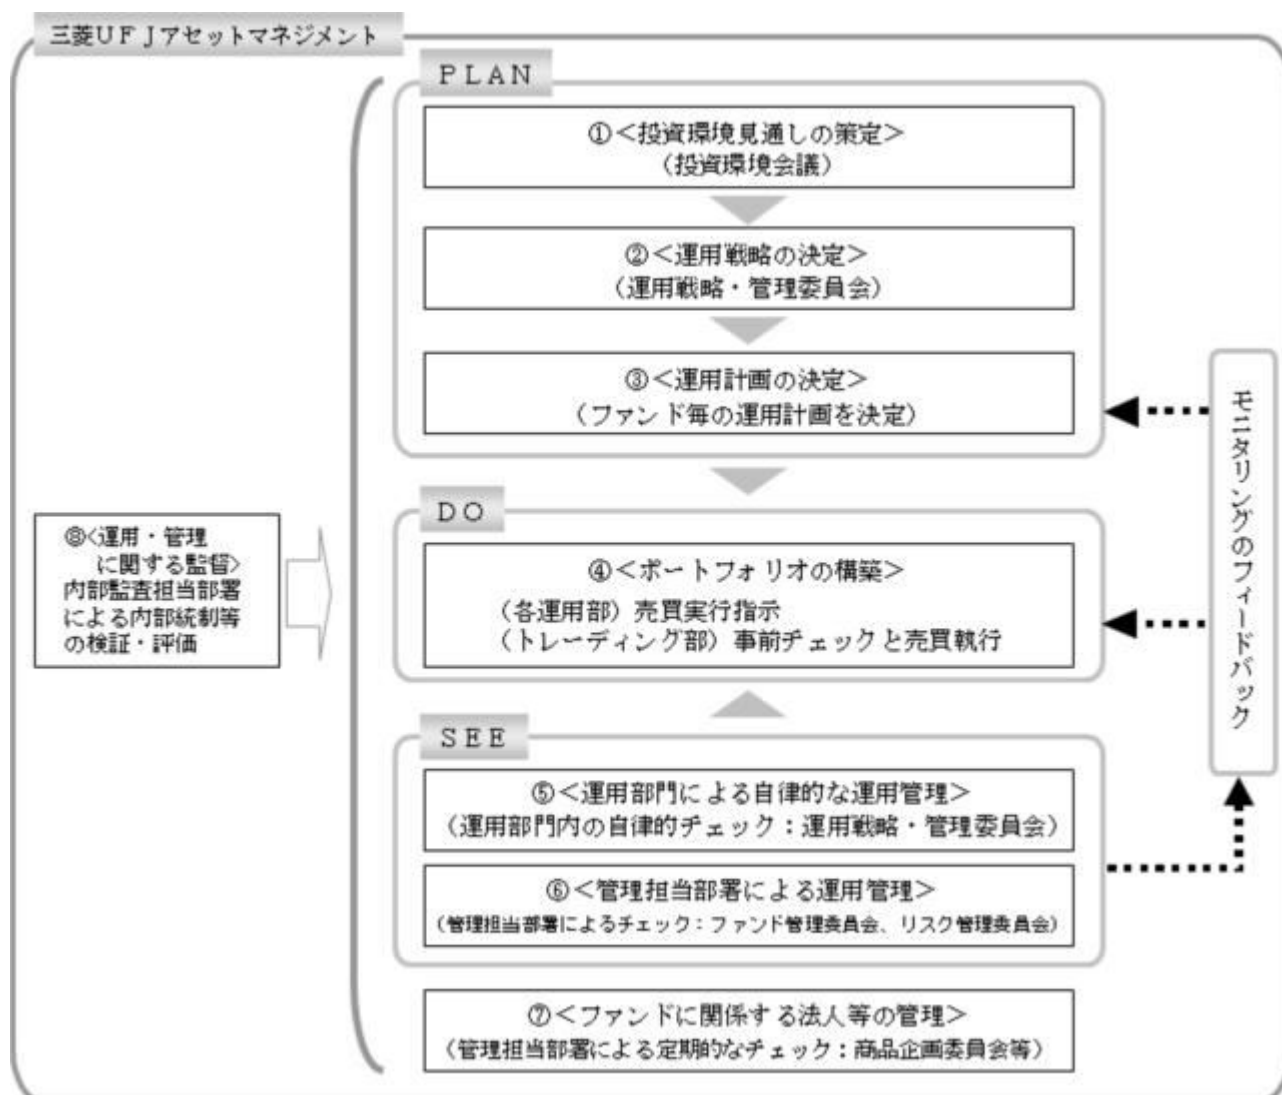 三菱ＵＦＪアセットマネジメント
ＰＬＡＮ
①＜投資環境見通しの策定＞
（投資環境会議）
②＜運用戦略の決定＞
（運用戦略・管理委員会）
③＜運用計画の決定＞
（ファンド毎の運用計画を決定）
ＤＯ
④＜ポートフォリオの構築＞
（各運用部）売買実行指示
（トレーディング部）事前チェックと売買執行
ＳＥＥ
⑤＜運用部門による自律的な運用管理＞
（運用部門内の自律的チェック：運用戦略・管理委員会）
⑥＜管理担当部署による運用管理＞
（管理担当部署によるチェック：ファンド管理委員会、リスク管理委員会）
⑦＜ファンドに関係する法人等の管理＞
（管理担当部署による定期的なチェック：商品企画委員会等）
⑧＜運用・管理
に関する監督＞
内部監査担当部署
による内部統制等
の検証・評価
モニタリングのフィードバック